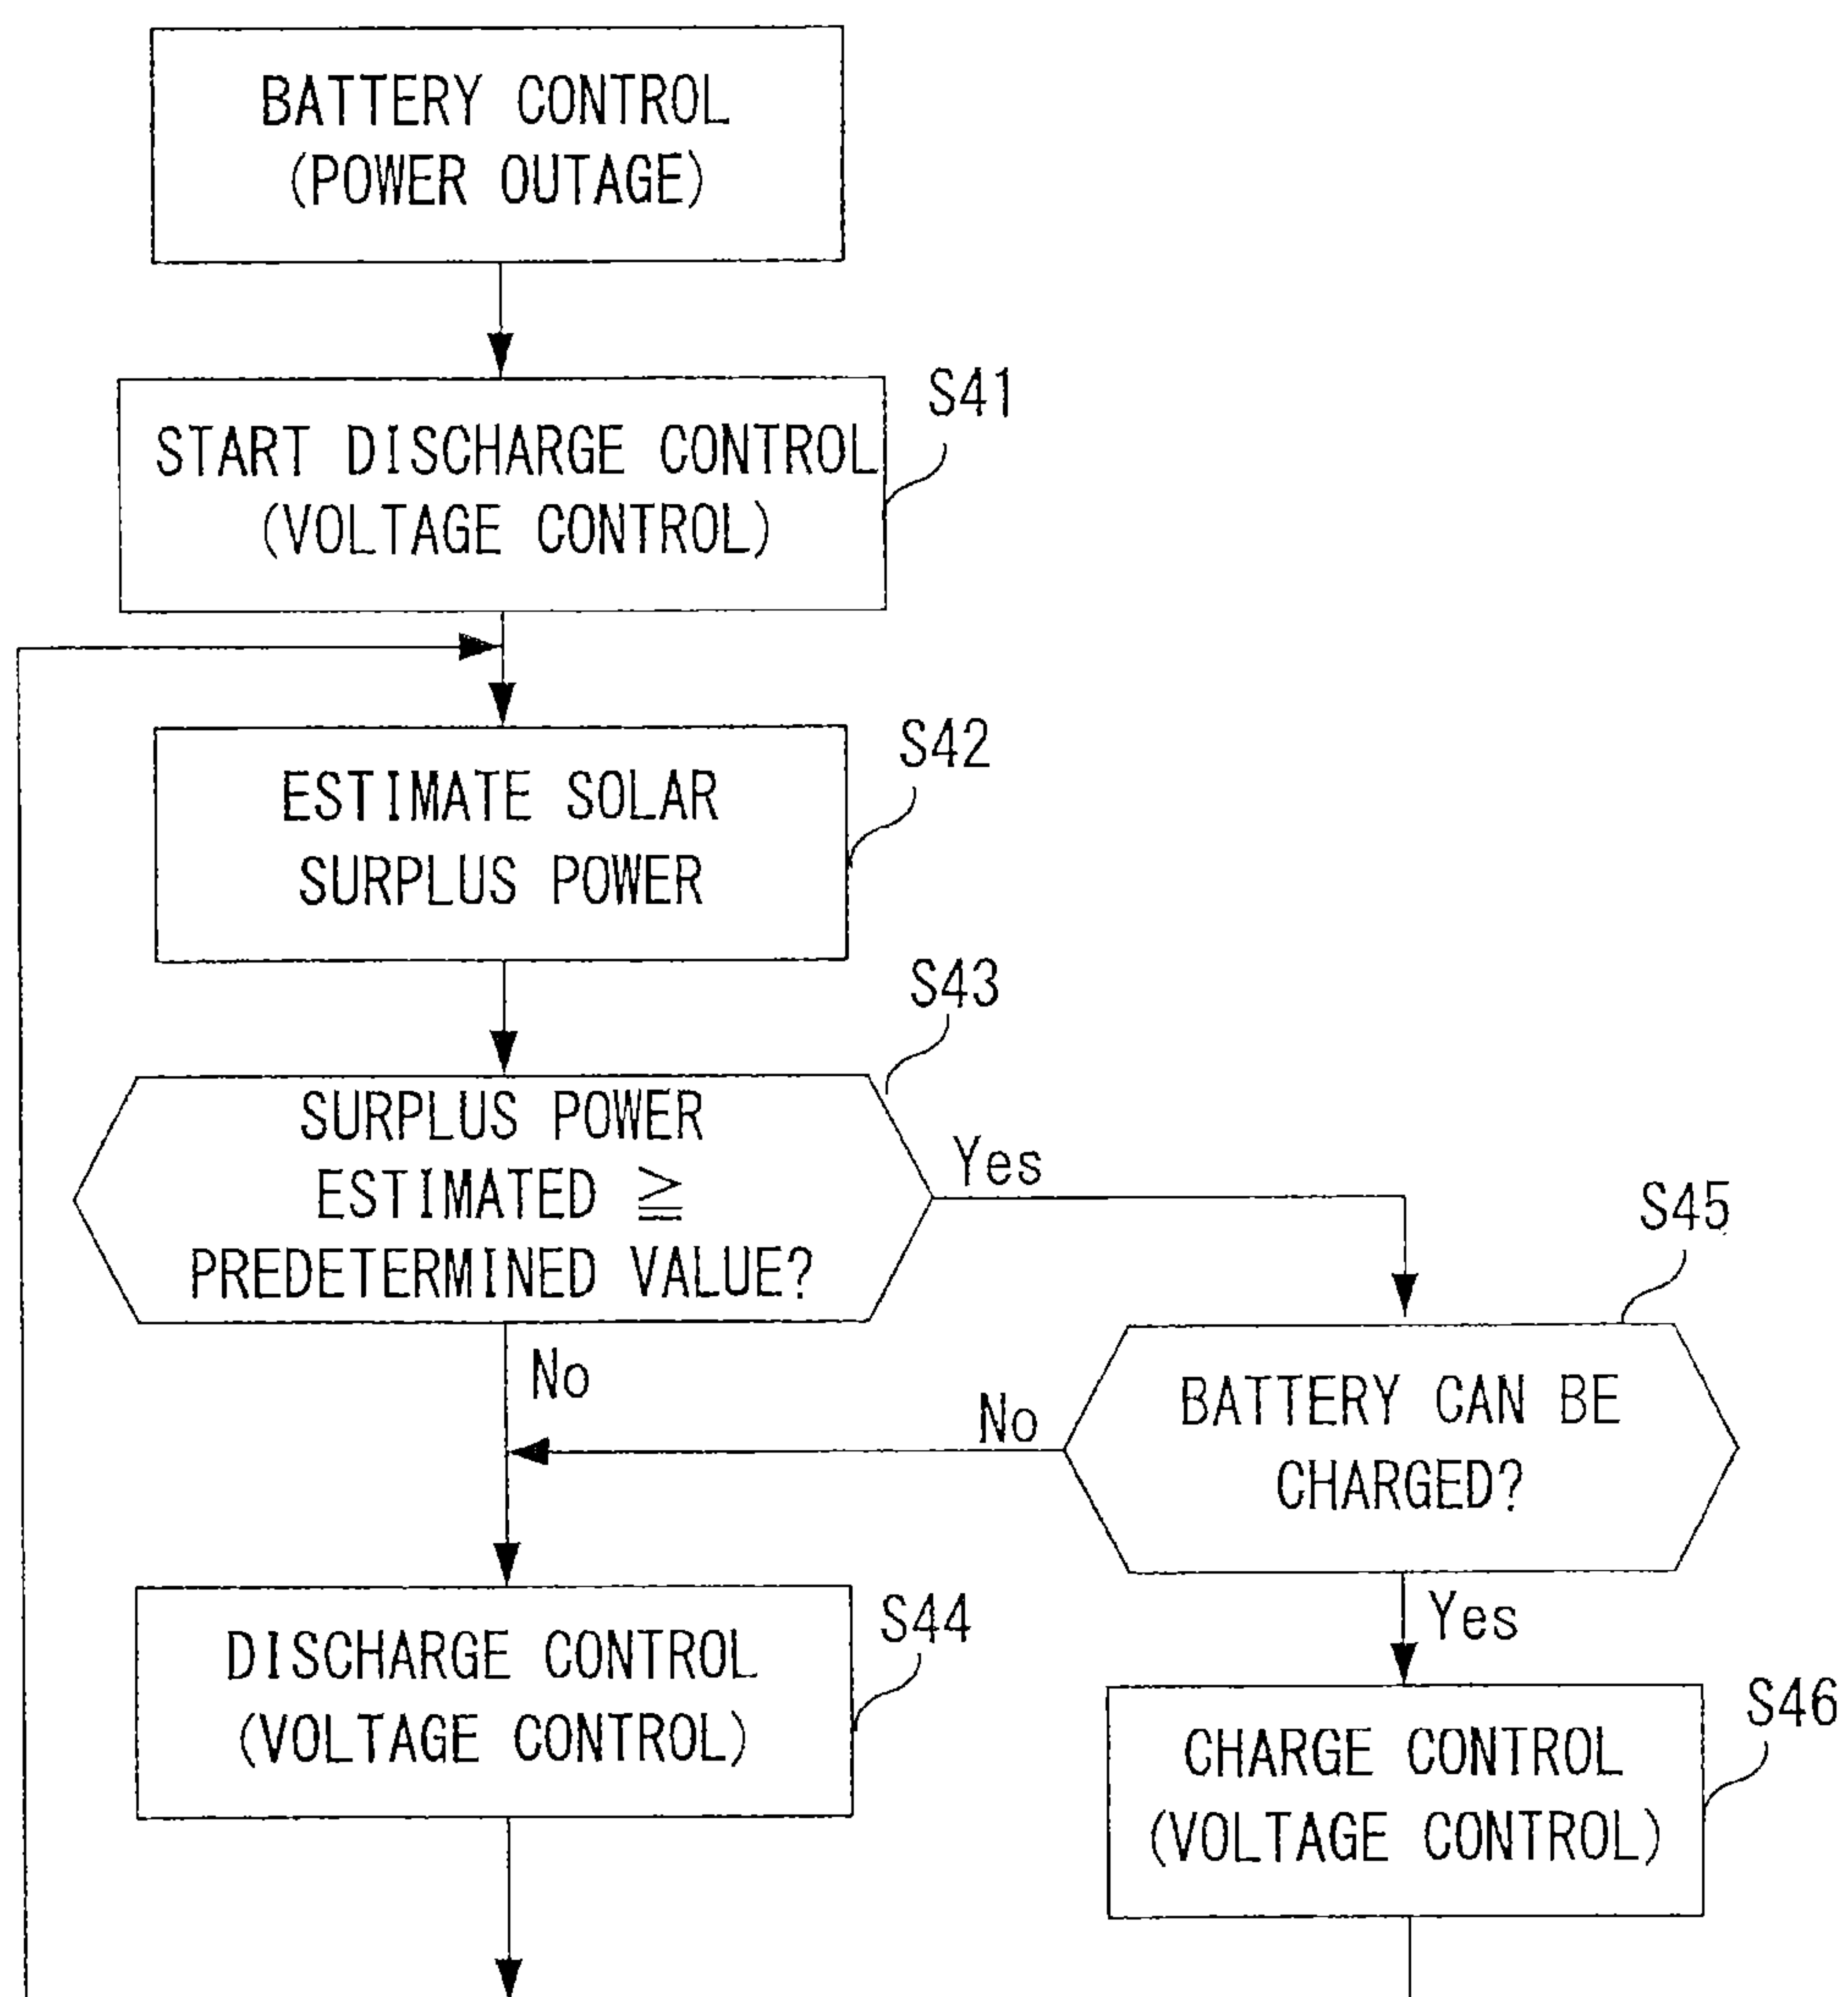 BATTERY CONTROL
(POWER OUTAGE)
S41
START DISCHARGE CONTROL
(VOLTAGE CONTROL)
S42
ESTIMATE SOLAR
SURPLUS POWER
S43
SURPLUS POWER
ESTIMATED ≧
PREDETERMINED VALUE?
Yes
No
S45
BATTERY CAN BE
CHARGED?
No
Yes
S44
DISCHARGE CONTROL
(VOLTAGE CONTROL)
S46
CHARGE CONTROL
(VOLTAGE CONTROL)